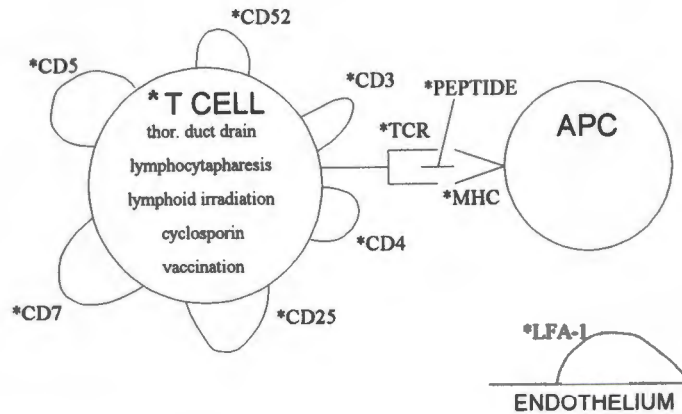 *CD52
*CD5
*CD3
*PEPTIDE
*T CELL
APC
thor. duct drain
*TCR
lymphocytapharesis
lymphoid irradiation
*MHC
cyclosporin
*CD4
vaccination
*CD7
*CD25
*LFA-1
ENDOTHELIUM